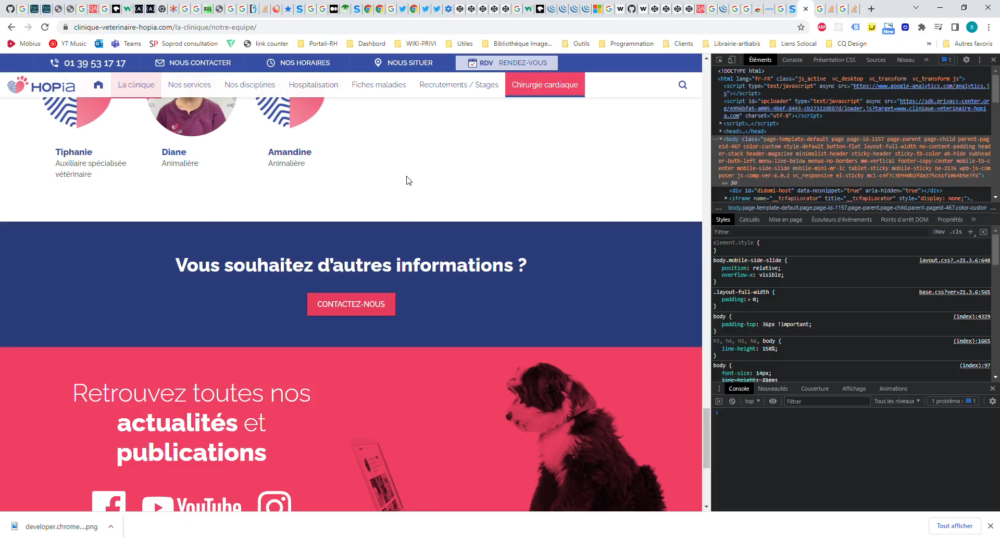 clinique-veterinaire-hopia.com/la-clinique/notre-equipe/
ABP
New
S
Möbius
YT Music
Teams
SP Soprod consultation
link counter
Portail-RH
Dashbord
WIKI-PRIVI
Utiles
Bibliothèque Image...
Outils
Programmation
Clients
Librairie-artkabis
Liens Solocal
CQ Design
»
Autres favoris
01 39 53 17 17
NOUS CONTACTER
NOS HORAIRES
NOUS SITUER
RDV RENDEZ-VOUS
HOPia
La clinique
Nos services
Nos disciplines
Hospitalisation
Fiches maladies
Recrutements / Stages
Chirurgie cardiaque
Tiphanie
Auxiliaire spécialisée
vétérinaire
Diane
Animalière
Amandine
Animalière
Vous souhaitez d'autres informations ?
CONTACTEZ-NOUS
Retrouvez toutes nos
actualités et
publications
YouTube
Éléments
Console
Présentation CSS
Sources
Réseau
»
1
<!DOCTYPE html>
<html lang="fr-FR" class="js_active  vc_desktop  vc_transform  vc_transform js">
<script type="text/javascript" async src="https://www.google-analytics.com/analytics.j
s"></script>
<script id="spcloader" type="text/javascript" async src="https://sdk.privacy-center.or
g/e996bfa5-a005-4b6f-8443-cb27322d887d/loader.js?target=www.clinique-veterinaire-hopi
a.com" charset="utf-8"></script>
<script>…</script>
<head>…</head>
<body class="page-template-default page page-id-1157 page-parent page-child parent-pag
eid-467 color-custom style-default button-flat layout-full-width no-content-padding head
er-stack header-magazine minimalist-header sticky-header sticky-tb-color ab-hide subhead
er-both-left menu-line-below menuo-no-borders mm-vertical footer-copy-center mobile-tb-c
enter mobile-side-slide mobile-mini-mr-lc tablet-sticky mobile-sticky be-2136 wpb-js-com
poser js-comp-ver-6.0.2 vc_responsive el-sticky mci-c4f7c3b940b2fda375c61f1064b5e7f6">
== $0
<div id="didomi-host" data-nosnippet="true" aria-hidden="true"></div>
<iframe name="__tcfapiLocator" title="__tcfapiLocator" style="display: none;">…
... body.page-template-default.page.page-id-1157.page-parent.page-child.parent-pageid-467.color-custom ...
Styles
Calculés
Mise en page
Écouteurs d'événements
Points d'arrêt DOM
Propriétés
»
Filtrer
:hov .cls +
element.style {
}
body.mobile-side-slide { layout.css?…=21.3.6:648
position: relative;
overflow-x: visible;
}
.layout-full-width { base.css?ver=21.3.6:565
padding: 0;
}
body { (index):4329
padding-top: 36px !important;
}
h3, h4, h5, h6, body { (index):1665
line-height: 150%;
}
body { (index):97
font-size: 14px;
line-height: 21px;
Console
Nouveautés
Couverture
Affichage
Animations
top
Filtrer
Tous les niveaux
1 problème : 1
developer.chrome....png
Tout afficher